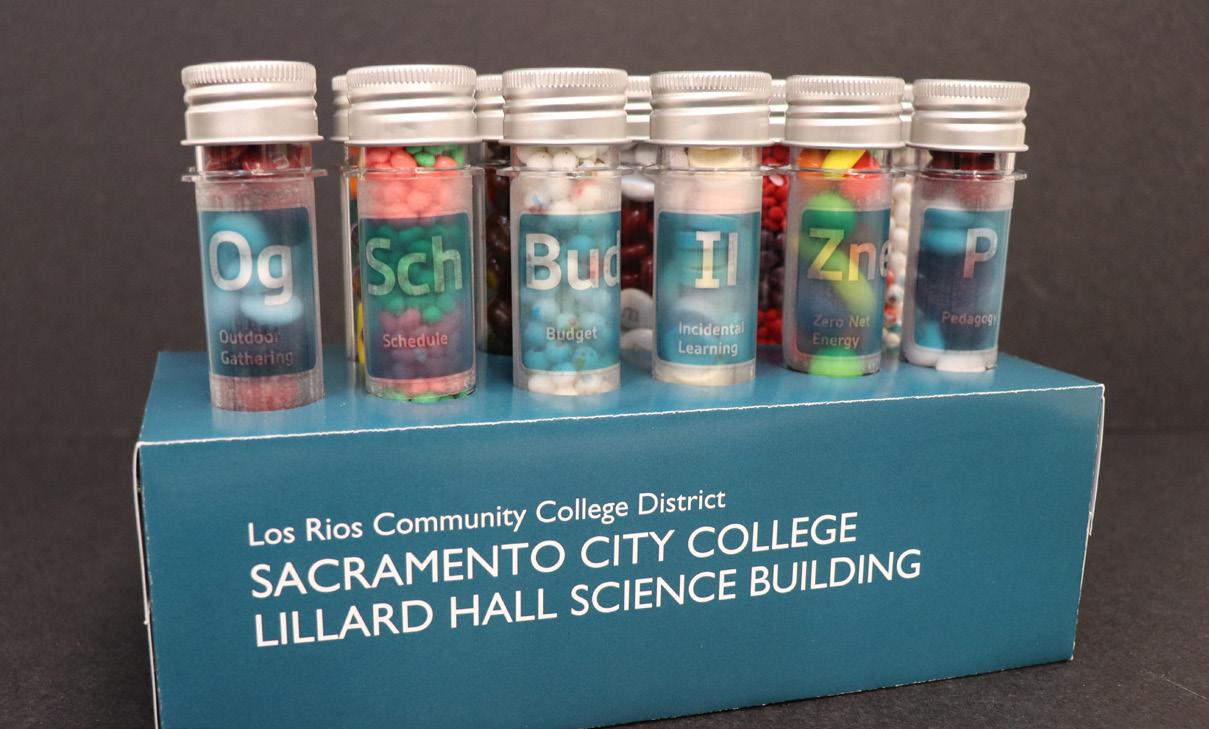 Og
Outdoor
Gathering
Sch
Schedule
Bud
Budget
Il
Incidental
Learning
Zne
Zero Net
Energy
P
Pedagogy
m
Los Rios Community College District
SACRAMENTO CITY COLLEGE
LILLARD HALL SCIENCE BUILDING